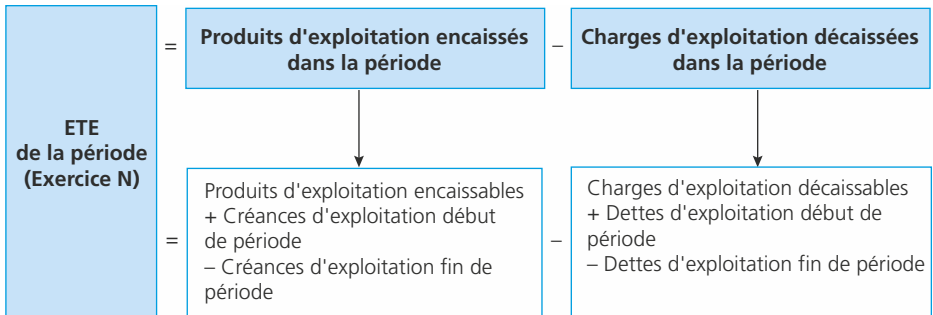 ETE
de la période
(Exercice N)
=
Produits d'exploitation encaissés
dans la période
–
Charges d'exploitation décaissées
dans la période
=
Produits d'exploitation encaissables
+ Créances d'exploitation début
de période
– Créances d'exploitation fin de
période
–
Charges d'exploitation décaissables
+ Dettes d'exploitation début de
période
– Dettes d'exploitation fin de période